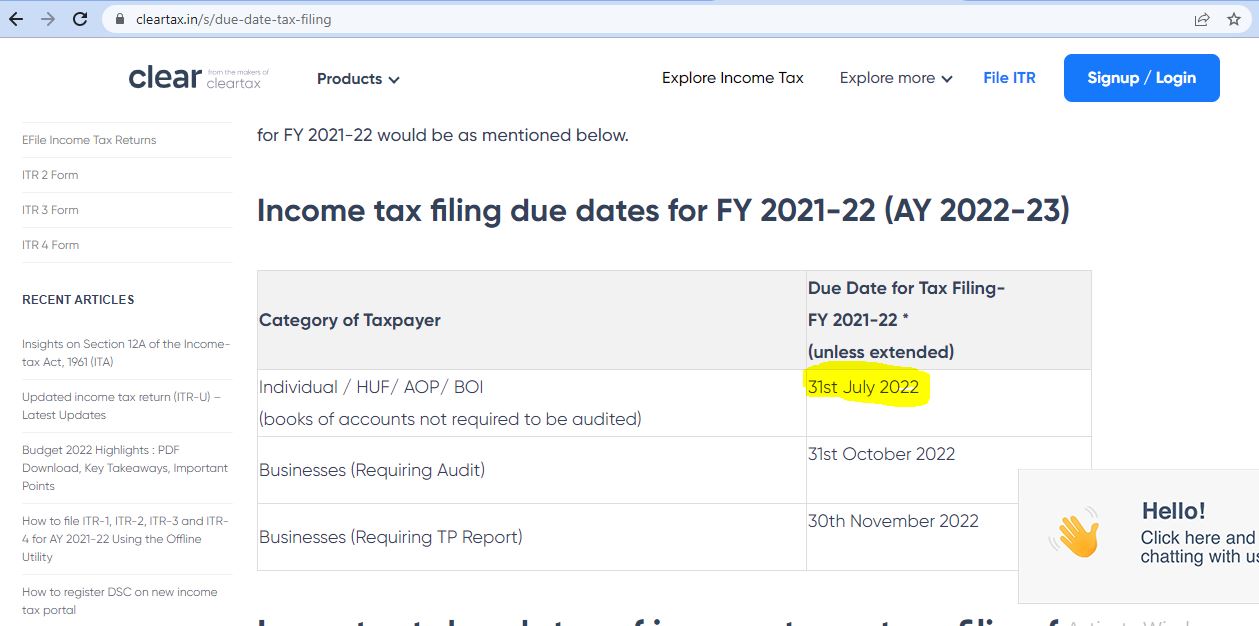 cleartax.in/s/due-date-tax-filing
clear
from the makers of
cleartax
Products
Explore Income Tax
Explore more
File ITR
Signup / Login
EFile Income Tax Returns
ITR 2 Form
ITR 3 Form
ITR 4 Form
RECENT ARTICLES
Insights on Section 12A of the Income-
tax Act, 1961 (ITA)
Updated income tax return (ITR-U) –
Latest Updates
Budget 2022 Highlights : PDF
Download, Key Takeaways, Important
Points
How to file ITR-1, ITR-2, ITR-3 and ITR-
4 for AY 2021-22 Using the Offline
Utility
How to register DSC on new income
tax portal
for FY 2021-22 would be as mentioned below.
Income tax filing due dates for FY 2021-22 (AY 2022-23)
Category of Taxpayer
Due Date for Tax Filing-
FY 2021-22 *
(unless extended)
Individual / HUF/ AOP/ BOI
(books of accounts not required to be audited)
31st July 2022
Businesses (Requiring Audit)
31st October 2022
Businesses (Requiring TP Report)
30th November 2022
Hello!
Click here and
chatting with us